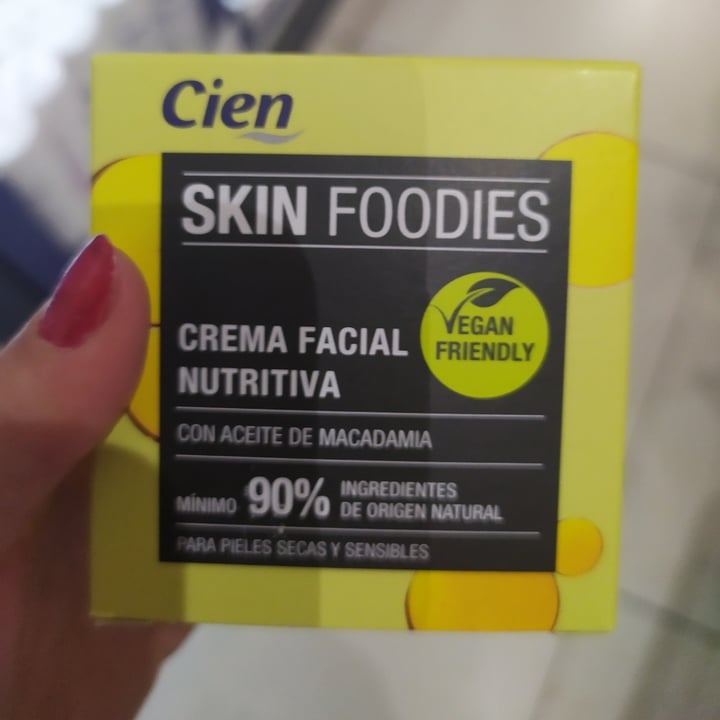 Cien
SKIN FOODIES
VEGAN
FRIENDLY
CREMA FACIAL
NUTRITIVA
CON ACEITE DE MACADAMIA
MÍNIMO 90% INGREDIENTES
DE ORIGEN NATURAL
PARA PIELES SECAS Y SENSIBLES